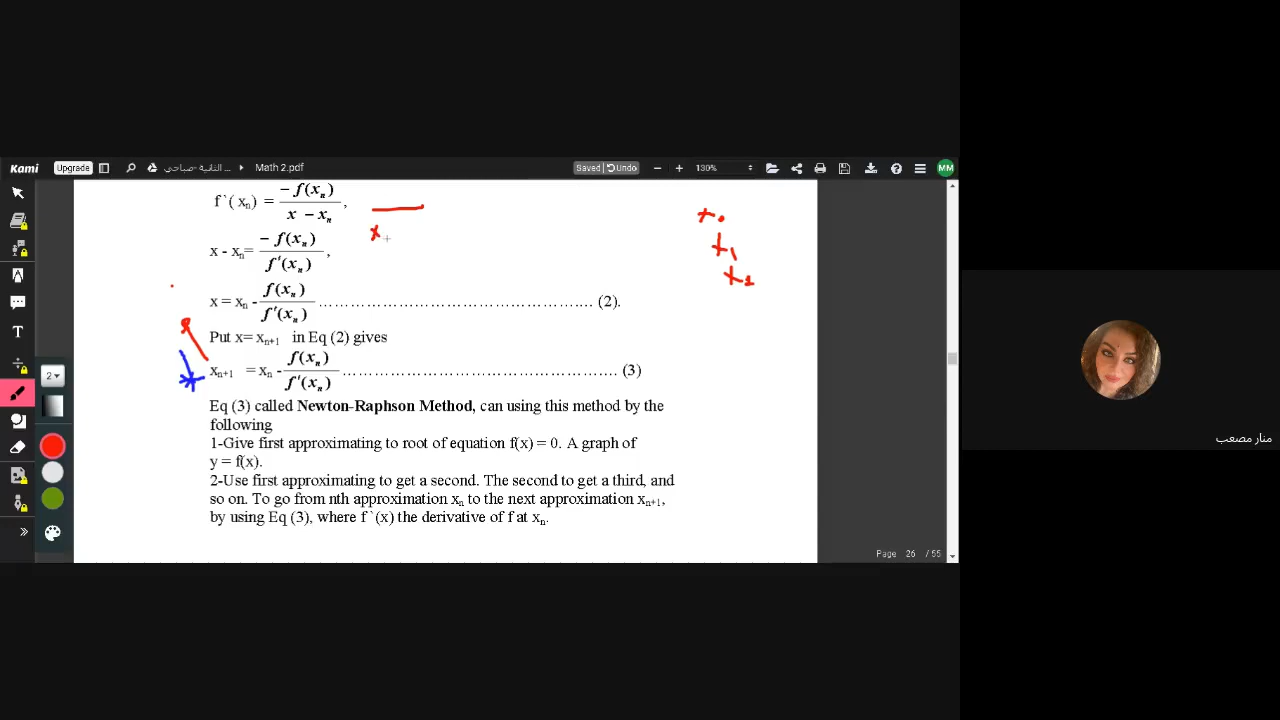 Kami Upgrade الثانية -صباحي... Math 2.pdf Saved Undo 130% MM
f`( xₙ) = −f(xₙ) / x − xₙ ,
x
x₀
x₁
x₂
x - xₙ= −f(xₙ) / f′(xₙ) ,
x = xₙ - f(xₙ) / f′(xₙ) ………………………………………………… (2).
Put x= xₙ₊₁ in Eq (2) gives
xₙ₊₁ = xₙ - f(xₙ) / f′(xₙ) ………………………………………………… (3)
Eq (3) called Newton-Raphson Method, can using this method by the
following
1-Give first approximating to root of equation f(x) = 0. A graph of
y = f(x).
2-Use first approximating to get a second. The second to get a third, and
so on. To go from nth approximation xₙ to the next approximation xₙ₊₁,
by using Eq (3), where f `(x) the derivative of f at xₙ.
Page 26 / 55
2
T
منار مصعب